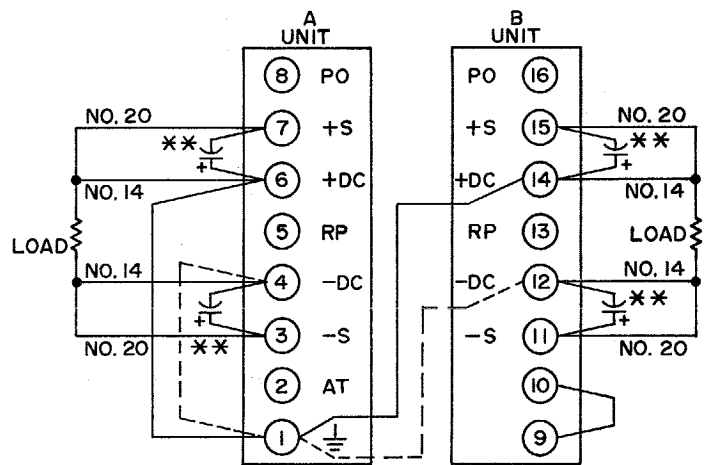 A
UNIT
B
UNIT
8 PO
PO 16
NO. 20
7 +S
+S 15
NO. 20
**
+
**
+
6 +DC
+DC 14
NO. 14
NO. 14
5 RP
RP 13
LOAD
LOAD
NO. 14
4 -DC
-DC 12
NO. 14
+
**
+
3 -S
-S 11
NO. 20
**
NO. 20
2 AT
10
1
9